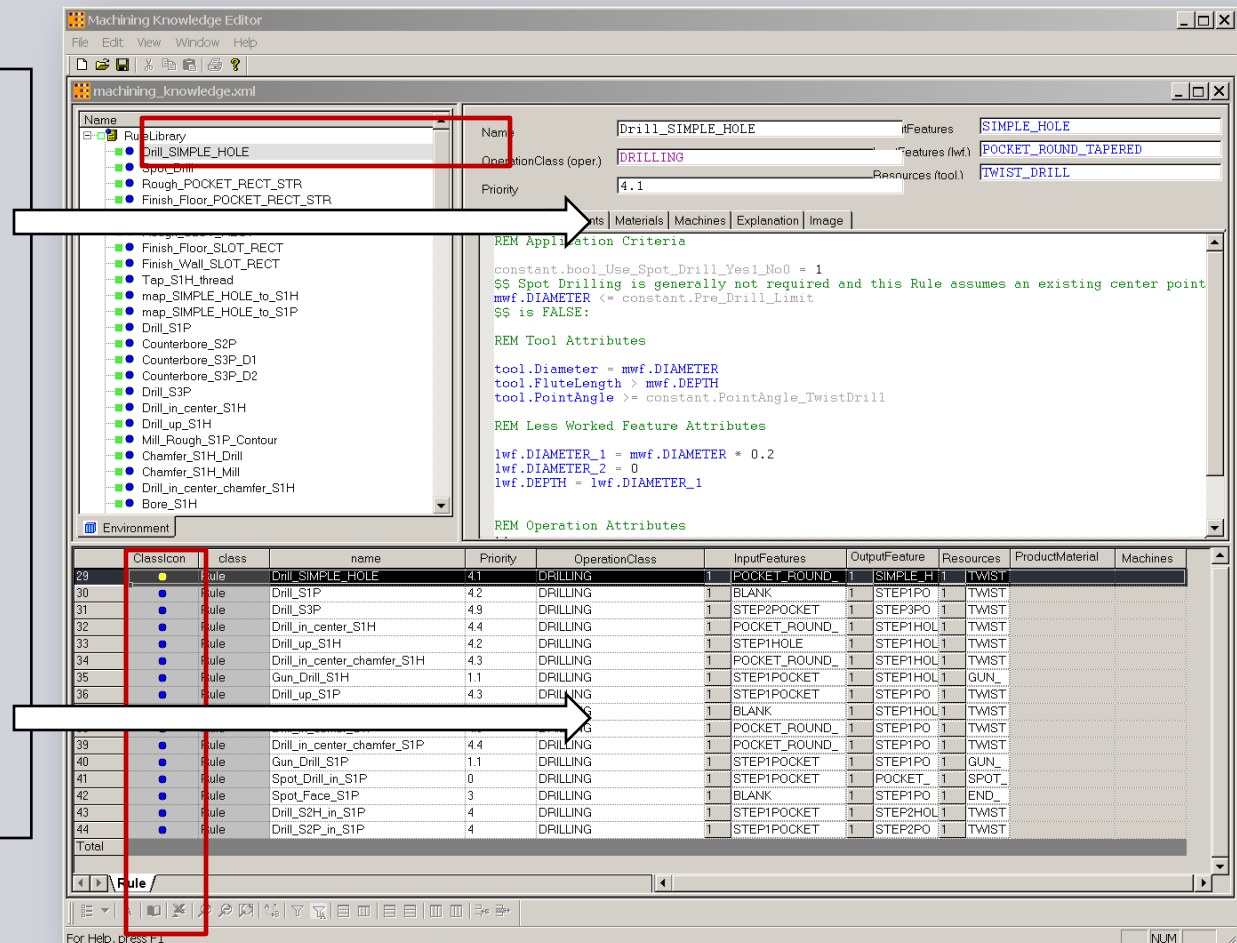 Machining Knowledge Editor
File Edit View Window Help
machining_knowledge.xml
Name
RuleLibrary
Drill_SIMPLE_HOLE
Spot_Drill
Rough_POCKET_RECT_STR
Finish_Floor_POCKET_RECT_STR
Finish_Floor_SLOT_RECT
Finish_Wall_SLOT_RECT
Tap_S1H_thread
map_SIMPLE_HOLE_to_S1H
map_SIMPLE_HOLE_to_S1P
Drill_S1P
Counterbore_S2P
Counterbore_S3P_D1
Counterbore_S3P_D2
Drill_S3P
Drill_in_center_S1H
Drill_up_S1H
Mill_Rough_S1P_Contour
Chamfer_S1H_Drill
Chamfer_S1H_Mill
Drill_in_center_chamfer_S1H
Bore_S1H
Environment
Name Drill_SIMPLE_HOLE tFeatures SIMPLE_HOLE
OperationClass (oper.) DRILLING Features (lwf.) POCKET_ROUND_TAPERED
Priority 4.1 Resources (tool.) TWIST_DRILL
nts Materials Machines Explanation Image
REM Application Criteria
constant.bool_Use_Spot_Drill_Yes1_No0 = 1
$$ Spot Drilling is generally not required and this Rule assumes an existing center point
mwf.DIAMETER <= constant.Pre_Drill_Limit
$$ is FALSE:
REM Tool Attributes
tool.Diameter = mwf.DIAMETER
tool.FluteLength > mwf.DEPTH
tool.PointAngle >= constant.PointAngle_TwistDrill
REM Less Worked Feature Attributes
lwf.DIAMETER_1 = mwf.DIAMETER * 0.2
lwf.DIAMETER_2 = 0
lwf.DEPTH = lwf.DIAMETER_1
REM Operation Attributes
ClassIcon class name Priority OperationClass InputFeatures OutputFeature Resources ProductMaterial Machines
29 Rule Drill_SIMPLE_HOLE 4.1 DRILLING 1 POCKET_ROUND_ 1 SIMPLE_H 1 TWIST
30 Rule Drill_S1P 4.2 DRILLING 1 BLANK 1 STEP1PO 1 TWIST
31 Rule Drill_S3P 4.9 DRILLING 1 STEP2POCKET 1 STEP3PO 1 TWIST
32 Rule Drill_in_center_S1H 4.4 DRILLING 1 POCKET_ROUND_ 1 STEP1HOL 1 TWIST
33 Rule Drill_up_S1H 4.2 DRILLING 1 STEP1HOLE 1 STEP1HOL 1 TWIST
34 Rule Drill_in_center_chamfer_S1H 4.3 DRILLING 1 POCKET_ROUND_ 1 STEP1HOL 1 TWIST
35 Rule Gun_Drill_S1H 1.1 DRILLING 1 STEP1POCKET 1 STEP1HOL 1 GUN_
36 Rule Drill_up_S1P 4.3 DRILLING 1 STEP1POCKET 1 STEP1PO 1 TWIST
1 BLANK 1 STEP1HOL 1 TWIST
Rule DRILLING 1 POCKET_ROUND_ 1 STEP1PO 1 TWIST
39 Rule Drill_in_center_chamfer_S1P 4.4 DRILLING 1 POCKET_ROUND_ 1 STEP1PO 1 TWIST
40 Rule Gun_Drill_S1P 1.1 DRILLING 1 STEP1POCKET 1 STEP1PO 1 GUN_
41 Rule Spot_Drill_in_S1P 0 DRILLING 1 STEP1POCKET 1 POCKET_ 1 SPOT_
42 Rule Spot_Face_S1P 3 DRILLING 1 BLANK 1 STEP1PO 1 END_
43 Rule Drill_S2H_in_S1P 4 DRILLING 1 STEP1POCKET 1 STEP2HOL 1 TWIST
44 Rule Drill_S2P_in_S1P 4 DRILLING 1 STEP1POCKET 1 STEP2PO 1 TWIST
Total
Rule
For Help, press F1 NUM